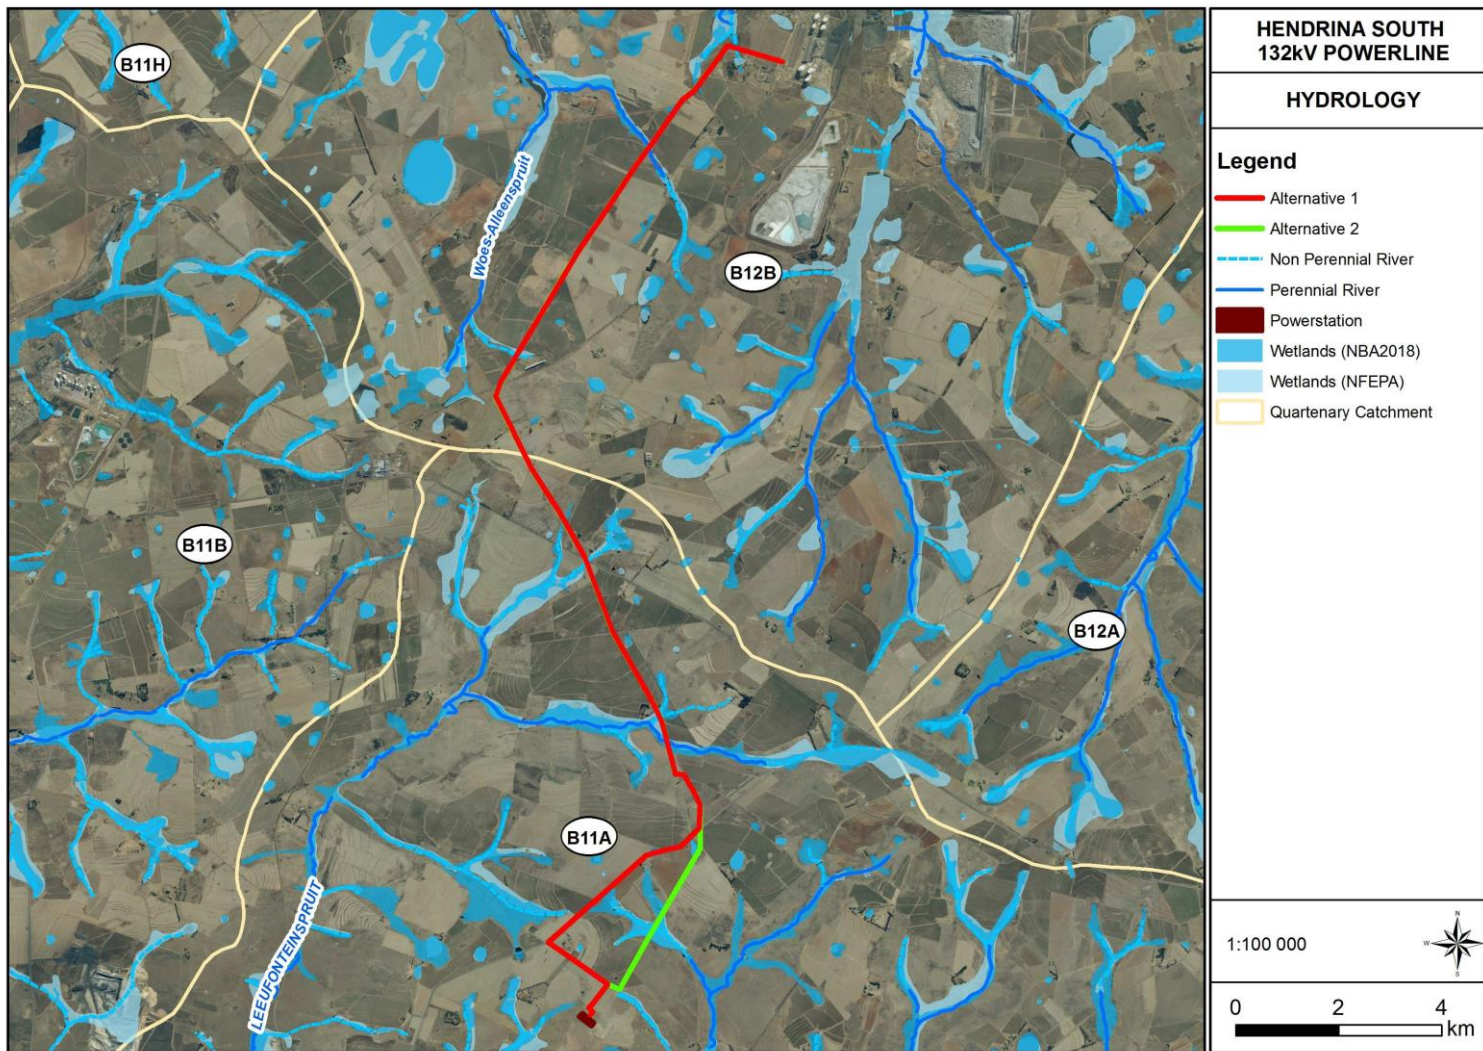 HENDRINA SOUTH
132kV POWERLINE
HYDROLOGY
Legend
Alternative 1
Alternative 2
Non Perennial River
Perennial River
Powerstation
Wetlands (NBA2018)
Wetlands (NFEPA)
Quartenary Catchment
1:100 000
N
W
E
S
0 2 4
km
B11H
Woes-Alleenspruit
B12B
B11B
B12A
B11A
LEEUFONTEINSPRUIT